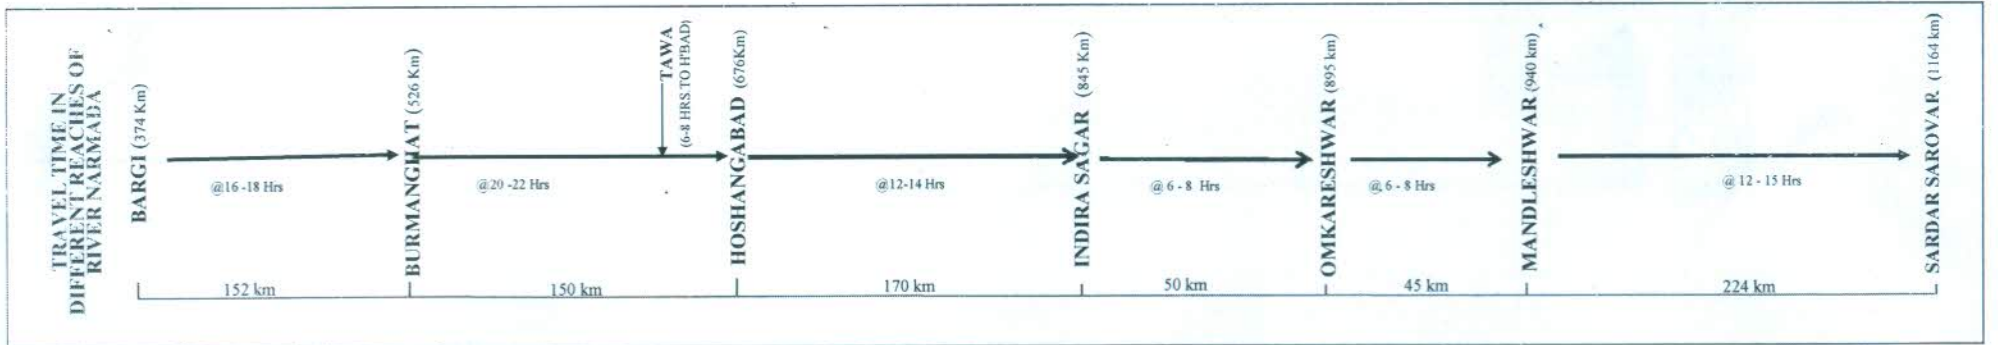 TRAVEL TIME IN
DIFFERENT REACHES OF
RIVER NARMADA
BARGI (374 Km)
@16 -18 Hrs
BURMANGHAT (526 Km)
@20 -22 Hrs
TAWA
(6-8 HRS.TO H'BAD)
HOSHANGABAD (676Km)
@12-14 Hrs
INDIRA SAGAR (845 Km)
@ 6 - 8 Hrs
OMKARESHWAR (895 km)
@ 6 - 8 Hrs
MANDLESHWAR (940 km)
@ 12 - 15 Hrs
SARDAR SAROVAR (1164 km)
152 km
150 km
170 km
50 km
45 km
224 km